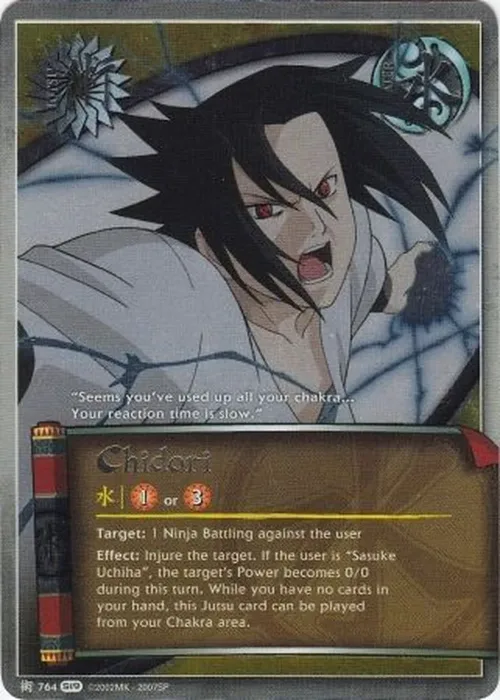 "Seems you've used up all your chakra...
Your reaction time is slow."
Chidori
水 1 or 3
Target: 1 Ninja Battling against the user
Effect: Injure the target. If the user is "Sasuke
Uchiha", the target's Power becomes 0/0
during this turn. While you have no cards in
your hand, this Jutsu card can be played
from your Chakra area.
術 764 ©2002MK · 2007SP